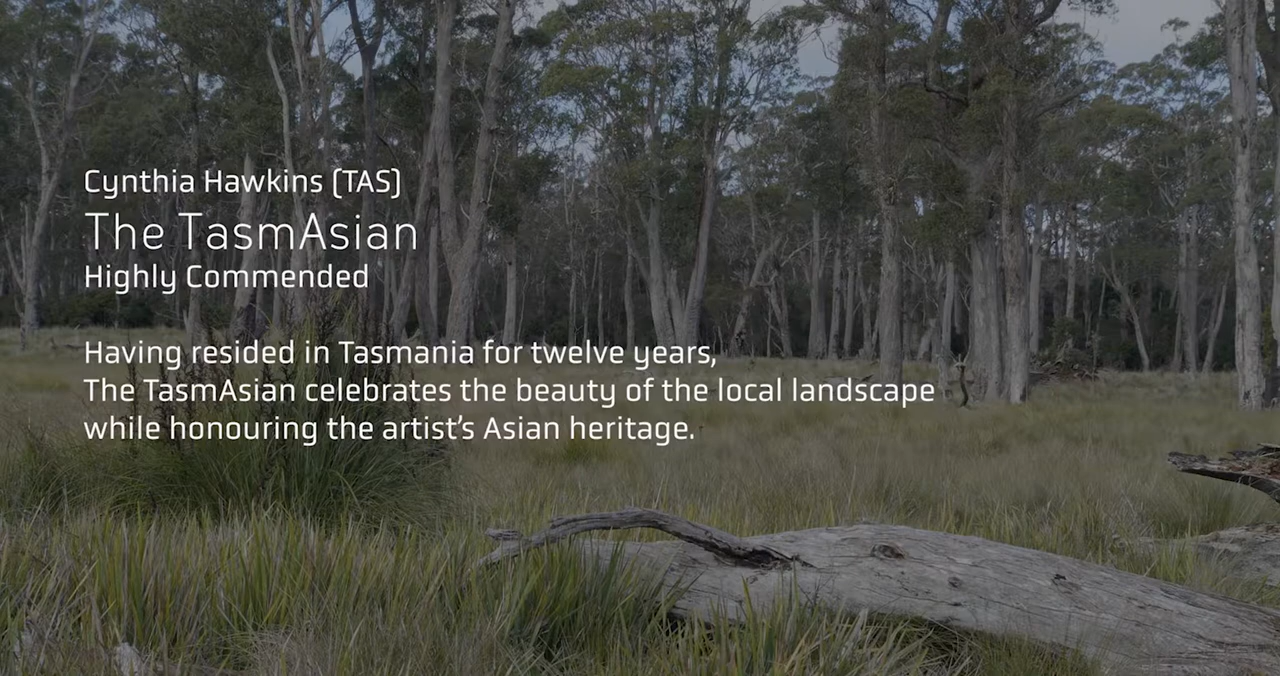 Cynthia Hawkins (TAS)
The TasmAsian
Highly Commended
Having resided in Tasmania for twelve years,
The TasmAsian celebrates the beauty of the local landscape
while honouring the artist's Asian heritage.